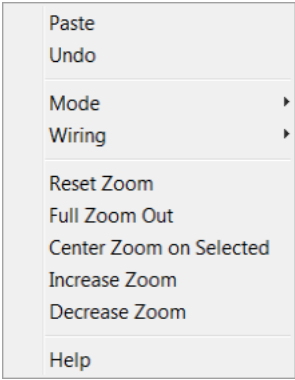 Paste
Undo
Mode
Wiring
Reset Zoom
Full Zoom Out
Center Zoom on Selected
Increase Zoom
Decrease Zoom
Help